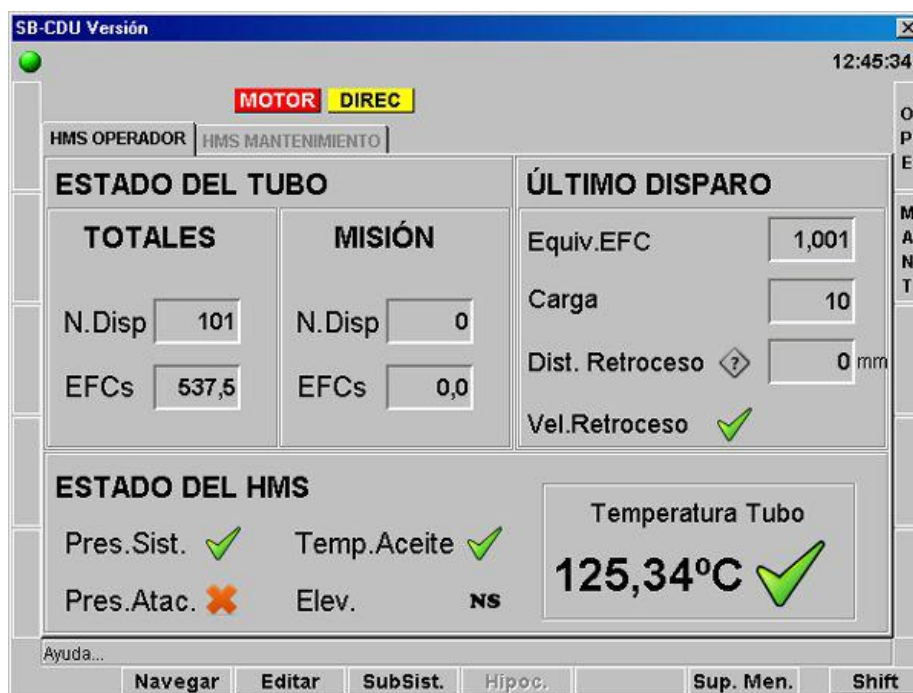 SB-CDU Versión
12:45:34
MOTOR DIREC
HMS OPERADOR HMS MANTENIMIENTO
OPE
MANT
ESTADO DEL TUBO
TOTALES
N.Disp 101
EFCs 537,5
MISIÓN
N.Disp 0
EFCs 0,0
ÚLTIMO DISPARO
Equiv.EFC 1,001
Carga 10
Dist. Retroceso ? 0 mm
Vel.Retroceso
ESTADO DEL HMS
Pres.Sist. Temp.Aceite
Pres.Atac. Elev. NS
Temperatura Tubo
125,34ºC
Ayuda...
Navegar Editar SubSist. Hipoc. Sup. Men. Shift